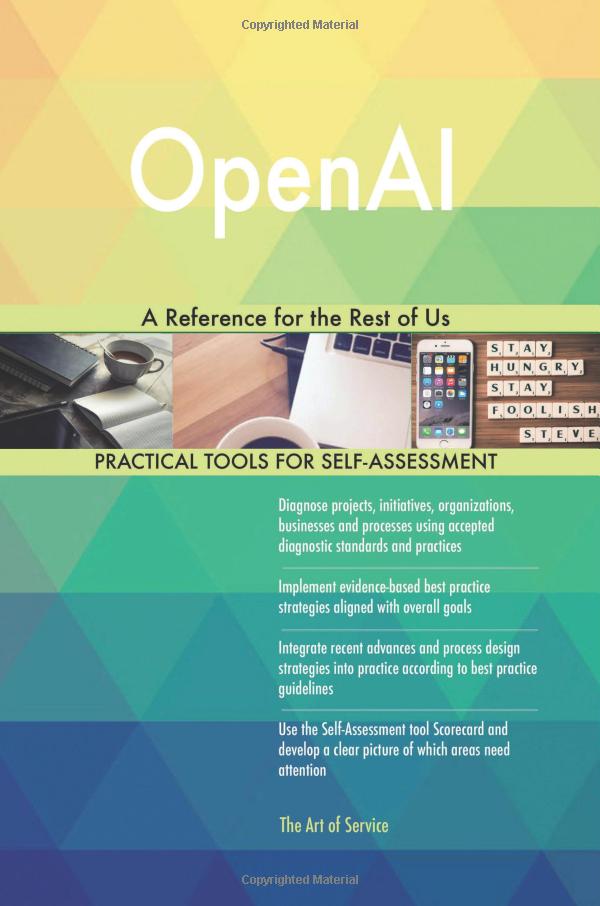 Copyrighted Material
OpenAI
A Reference for the Rest of Us
STAY
HUNGRY
STAY
FOOLISH
STEVE
PRACTICAL TOOLS FOR SELF-ASSESSMENT
Diagnose projects, initiatives, organizations,
businesses and processes using accepted
diagnostic standards and practices
Implement evidence-based best practice
strategies aligned with overall goals
Integrate recent advances and process design
strategies into practice according to best practice
guidelines
Use the Self-Assessment tool Scorecard and
develop a clear picture of which areas need
attention
The Art of Service
Copyrighted Material